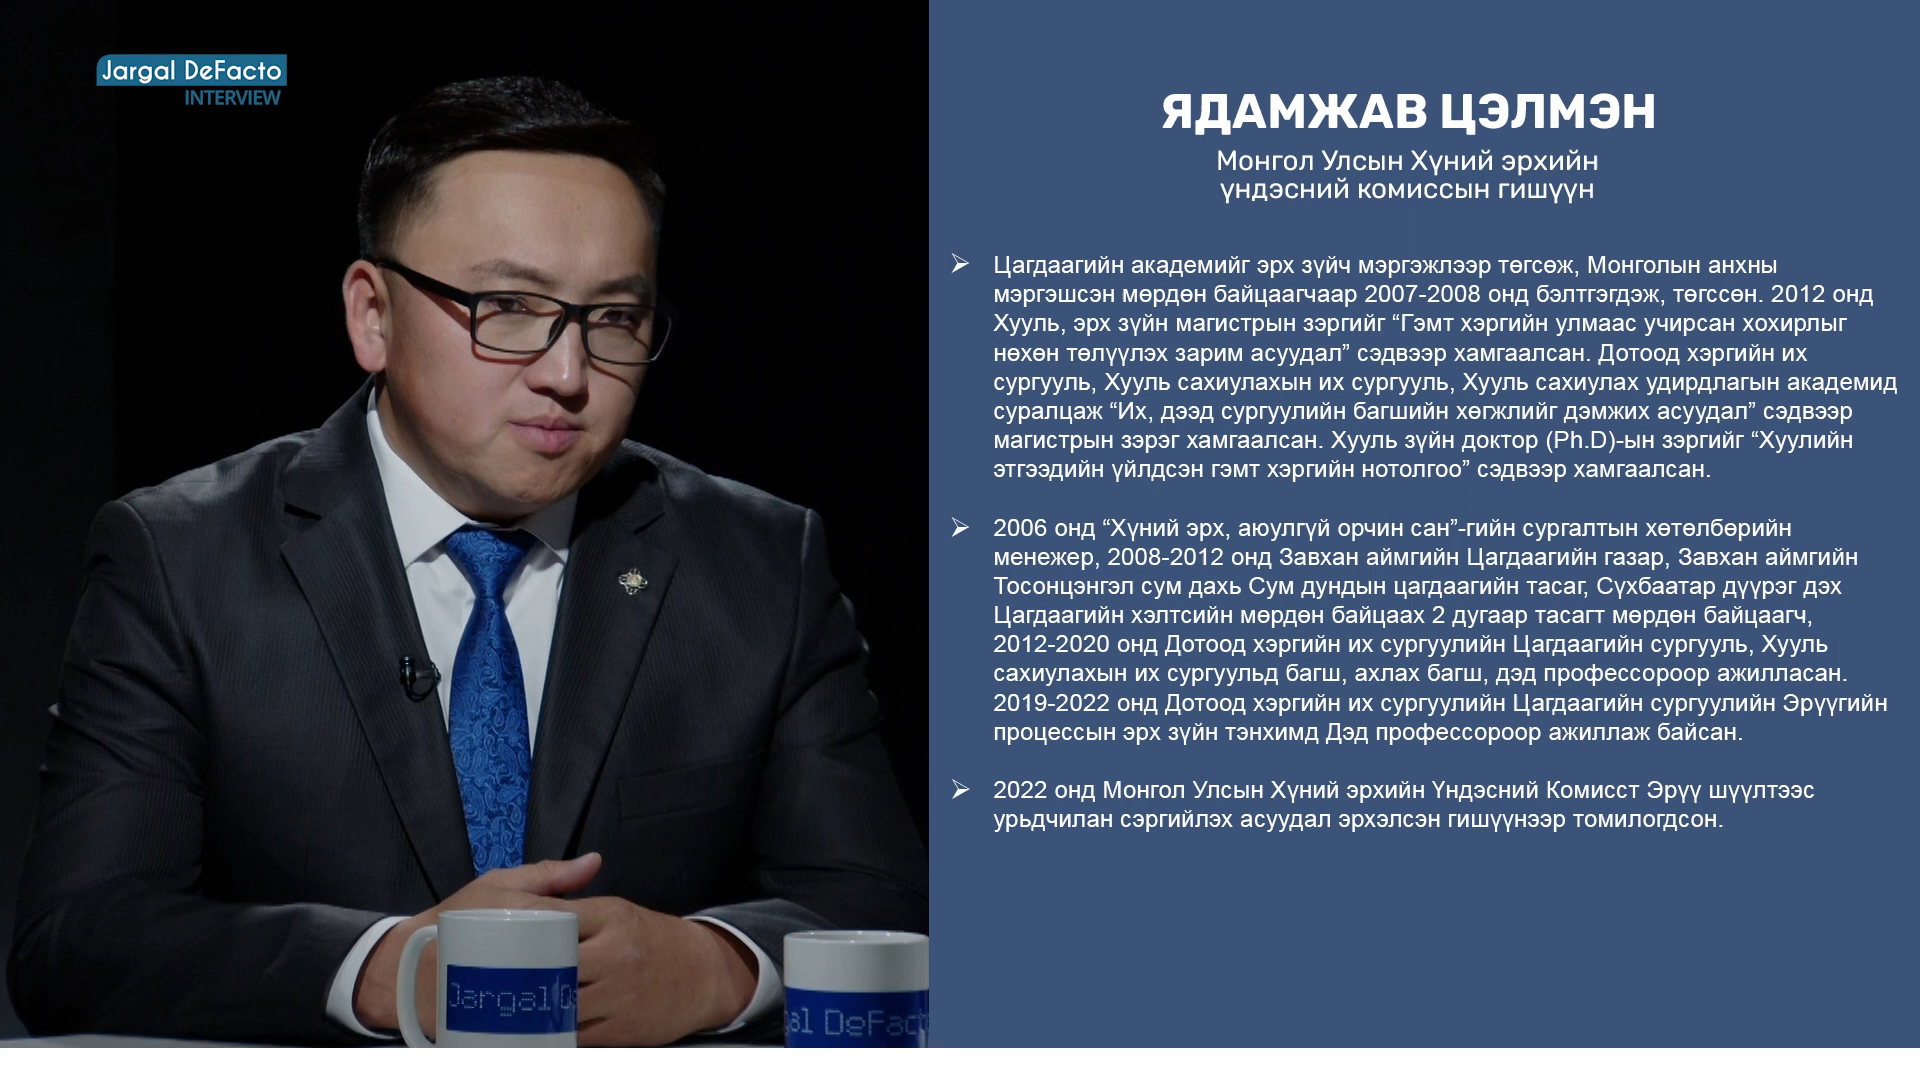 Jargal DeFacto
INTERVIEW
ЯДАМЖАВ ЦЭЛМЭН
Монгол Улсын Хүний эрхийн
үндэсний комиссын гишүүн
Цагдаагийн академийг эрх зүйч мэргэжлээр төгсөж, Монголын анхны
мэргэшсэн мөрдөн байцаагчаар 2007-2008 онд бэлтгэгдэж, төгссөн. 2012 онд
Хууль, эрх зүйн магистрын зэргийг “Гэмт хэргийн улмаас учирсан хохирлыг
нөхөн төлүүлэх зарим асуудал” сэдвээр хамгаалсан. Дотоод хэргийн их
сургууль, Хууль сахиулахын их сургууль, Хууль сахиулах удирдлагын академид
суралцаж “Их, дээд сургуулийн багшийн хөгжлийг дэмжих асуудал” сэдвээр
магистрын зэрэг хамгаалсан. Хууль зүйн доктор (Ph.D)-ын зэргийг “Хуулийн
этгээдийн үйлдсэн гэмт хэргийн нотолгоо” сэдвээр хамгаалсан.
2006 онд “Хүний эрх, аюулгүй орчин сан”-гийн сургалтын хөтөлбөрийн
менежер, 2008-2012 онд Завхан аймгийн Цагдаагийн газар, Завхан аймгийн
Тосонцэнгэл сум дахь Сум дундын цагдаагийн тасаг, Сүхбаатар дүүрэг дэх
Цагдаагийн хэлтсийн мөрдөн байцаах 2 дугаар тасагт мөрдөн байцаагч,
2012-2020 онд Дотоод хэргийн их сургуулийн Цагдаагийн сургууль, Хууль
сахиулахын их сургуульд багш, ахлах багш, дэд профессороор ажилласан.
2019-2022 онд Дотоод хэргийн их сургуулийн Цагдаагийн сургуулийн Эрүүгийн
процессын эрх зүйн тэнхимд Дэд профессороор ажиллаж байсан.
2022 онд Монгол Улсын Хүний эрхийн Үндэсний Комисст Эрүү шүүлтээс
урьдчилан сэргийлэх асуудал эрхэлсэн гишүүнээр томилогдсон.
Jargal De
al DeFact